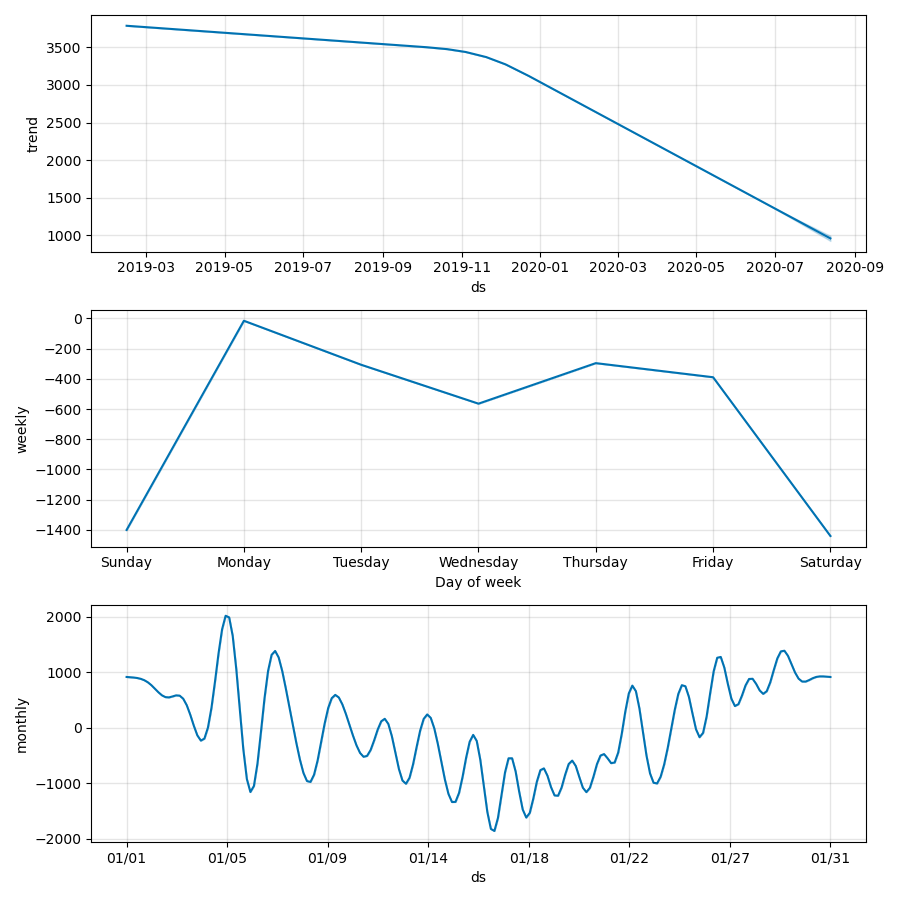 3500
3000
2500
2000
1500
1000
trend
2019-03 2019-05 2019-07 2019-09 2019-11 2020-01 2020-03 2020-05 2020-07 2020-09
ds
0
−200
−400
−600
−800
−1000
−1200
−1400
weekly
Sunday Monday Tuesday Wednesday Thursday Friday Saturday
Day of week
2000
1000
0
−1000
−2000
monthly
01/01 01/05 01/09 01/14 01/18 01/22 01/27 01/31
ds